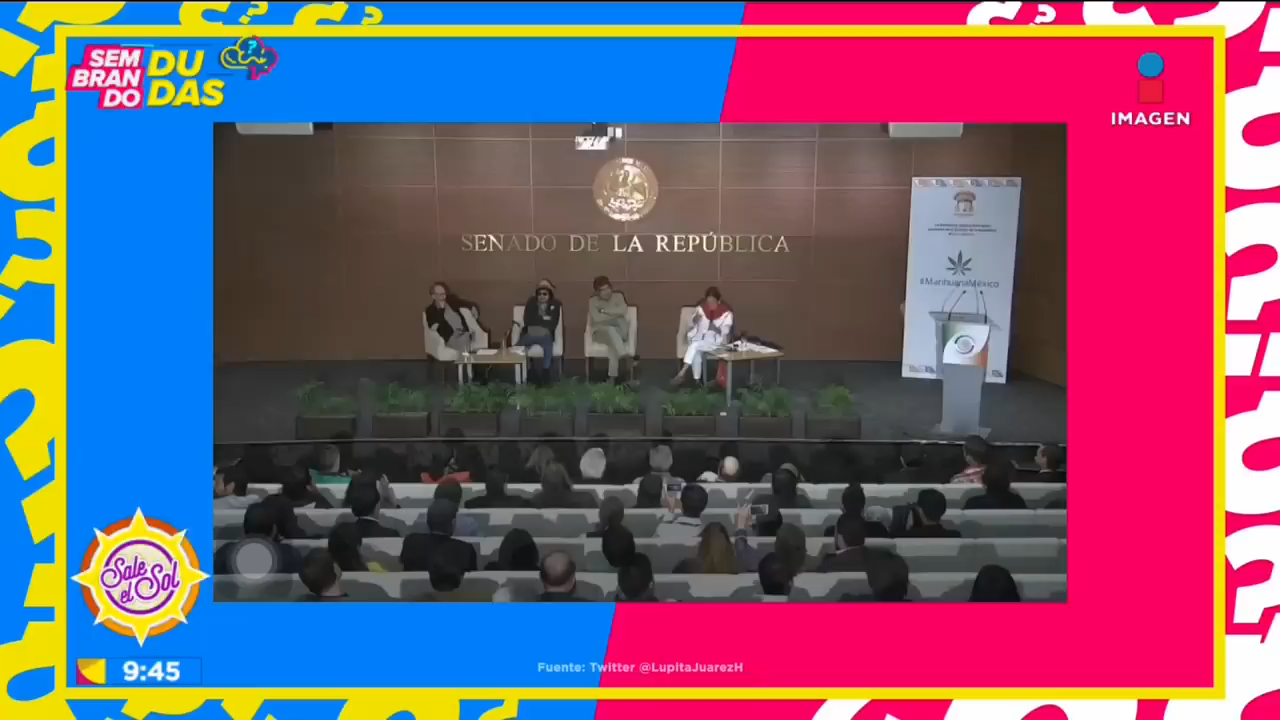 SEM
BRAN
DO
DU
DAS
IMAGEN
SENADO DE LA REPÚBLICA
#MarihuanaMéxico
Sale
el Sol
9:45
Fuente: Twitter @LupitaJuarezH